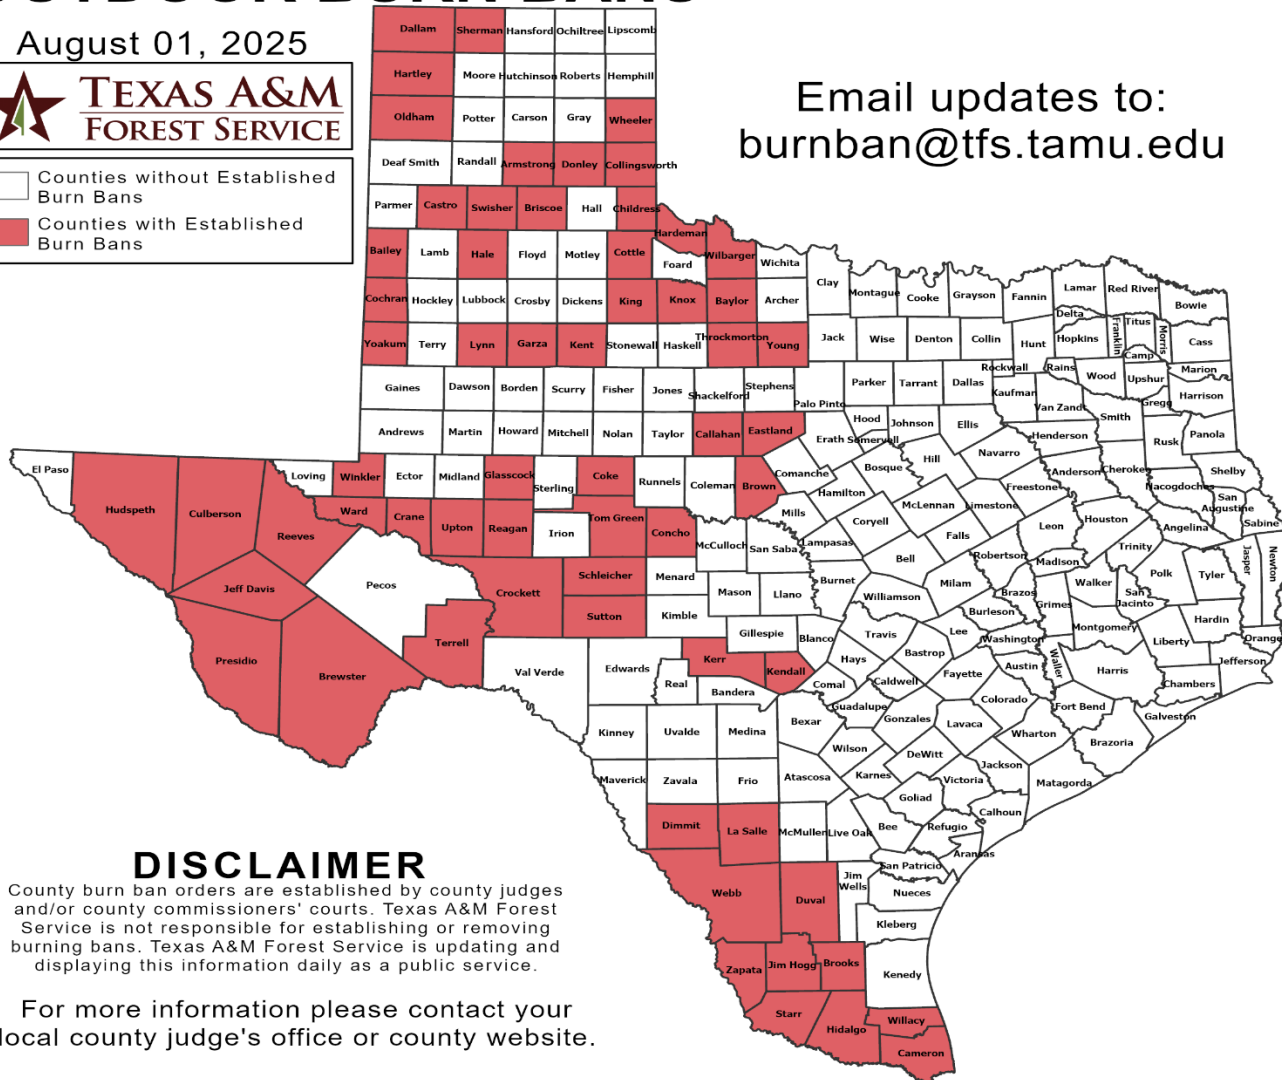 OUTDOOR BURN BANS
August 01, 2025
TEXAS A&M
FOREST SERVICE
Counties without Established
Burn Bans
Counties with Established
Burn Bans
Email updates to:
burnban@tfs.tamu.edu
Dallam Sherman Hansford Ochiltree Lipscomb
Hartley Moore Hutchinson Roberts Hemphill
Oldham Potter Carson Gray Wheeler
Deaf Smith Randall Armstrong Donley Collingsworth
Parmer Castro Swisher Briscoe Hall Childress
Hardeman
Bailey Lamb Hale Floyd Motley Cottle Foard Wilbarger Wichita
Clay Montague Cooke Grayson Fannin Lamar Red River Bowie
Cochran Hockley Lubbock Crosby Dickens King Knox Baylor Archer
Delta Titus Franklin Morris Cass
Yoakum Terry Lynn Garza Kent Stonewall Haskell Throckmorton Young Jack Wise Denton Collin Hunt Hopkins Camp
Rockwall Rains Wood Upshur Marion
Gaines Dawson Borden Scurry Fisher Jones Shackelford Stephens Palo Pinto Parker Tarrant Dallas Kaufman Van Zandt Gregg Harrison
Andrews Martin Howard Mitchell Nolan Taylor Callahan Eastland Erath Hood Somervell Johnson Ellis Henderson Smith Rusk Panola
El Paso Loving Winkler Ector Midland Glasscock Sterling Coke Runnels Coleman Brown Comanche Bosque Hill Navarro Anderson Cherokee Shelby
Hamilton McLennan Limestone Freestone Nacogdoches San Augustine Sabine
Hudspeth Culberson Reeves Ward Crane Upton Reagan Irion Tom Green Concho McCulloch San Saba Mills Lampasas Coryell Falls Leon Houston Angelina
Bell Robertson Madison Trinity Jasper Newton
Jeff Davis Pecos Crockett Schleicher Menard Mason Llano Burnet Williamson Milam Brazos Grimes Walker San Jacinto Polk Tyler
Sutton Kimble Gillespie Blanco Travis Burleson Lee Washington Montgomery Liberty Hardin Orange
Presidio Brewster Terrell Val Verde Edwards Real Kerr Kendall Bandera Hays Comal Caldwell Bastrop Fayette Austin Waller Harris Jefferson Chambers
Kinney Uvalde Medina Bexar Guadalupe Gonzales Lavaca Colorado Wharton Fort Bend Galveston Brazoria
Maverick Zavala Frio Atascosa Wilson Karnes DeWitt Victoria Jackson Matagorda
Dimmit La Salle McMullen Live Oak Bee Goliad Refugio Calhoun Aransas
San Patricio
Webb Duval Jim Wells Nueces
Kleberg
Zapata Jim Hogg Brooks Kenedy
Starr Hidalgo Willacy
Cameron
DISCLAIMER
County burn ban orders are established by county judges
and/or county commissioners' courts. Texas A&M Forest
Service is not responsible for establishing or removing
burning bans. Texas A&M Forest Service is updating and
displaying this information daily as a public service.
For more information please contact your
local county judge's office or county website.